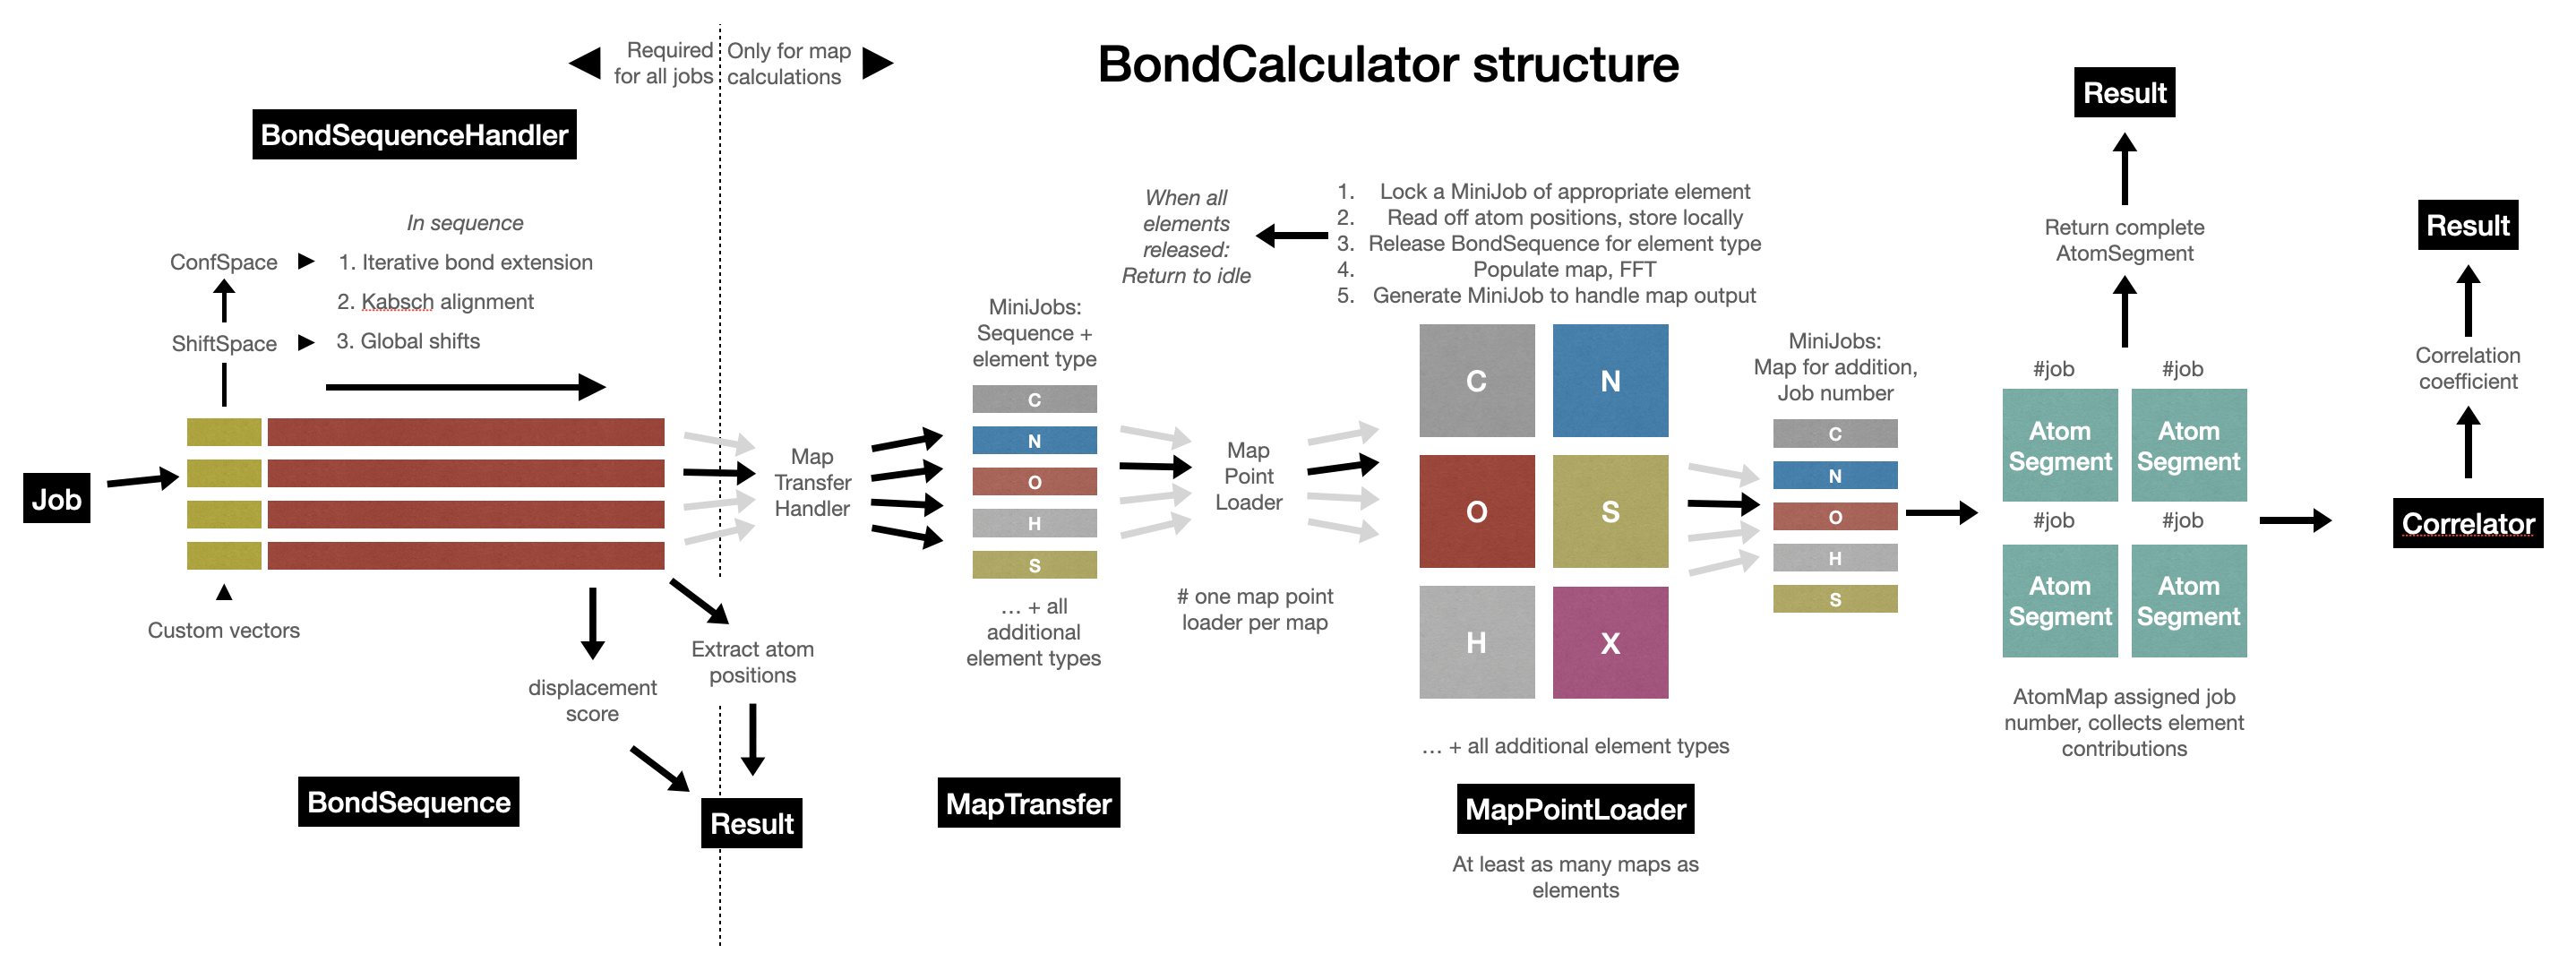 Required
for all jobs
Only for map
calculations
BondCalculator structure
BondSequenceHandler
In sequence
ConfSpace
1. Iterative bond extension
2. Kabsch alignment
ShiftSpace
3. Global shifts
Job
Custom vectors
displacement
score
Extract atom
positions
BondSequence
Result
Map
Transfer
Handler
MiniJobs:
Sequence +
element type
C
N
O
H
S
… + all
additional
element types
MapTransfer
Map
Point
Loader
# one map point
loader per map
When all
elements
released:
Return to idle
1. Lock a MiniJob of appropriate element
2. Read off atom positions, store locally
3. Release BondSequence for element type
4. Populate map, FFT
5. Generate MiniJob to handle map output
C
N
O
S
H
X
… + all additional element types
MapPointLoader
At least as many maps as
elements
MiniJobs:
Map for addition,
Job number
C
N
O
H
S
Result
Return complete
AtomSegment
#job
#job
Atom
Segment
Atom
Segment
#job
#job
Atom
Segment
Atom
Segment
AtomMap assigned job
number, collects element
contributions
Result
Correlation
coefficient
Correlator